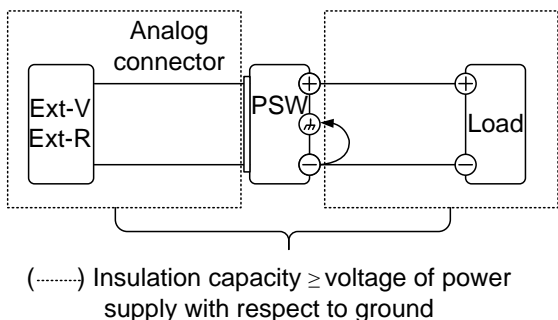 Analog
connector
Ext-V
Ext-R
PSW
+
+
Load
-
-
(--------) Insulation capacity ≥ voltage of power
supply with respect to ground